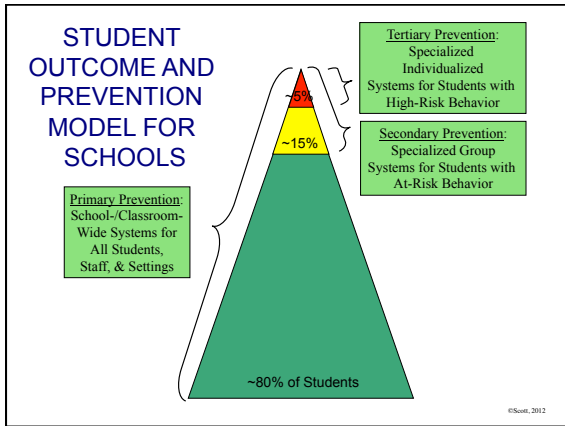 STUDENT
OUTCOME AND
PREVENTION
MODEL FOR
SCHOOLS
Primary Prevention:
School-/Classroom-
Wide Systems for
All Students,
Staff, & Settings
Tertiary Prevention:
Specialized
Individualized
Systems for Students with
High-Risk Behavior
Secondary Prevention:
Specialized Group
Systems for Students with
At-Risk Behavior
~5%
~15%
~80% of Students
©Scott, 2012